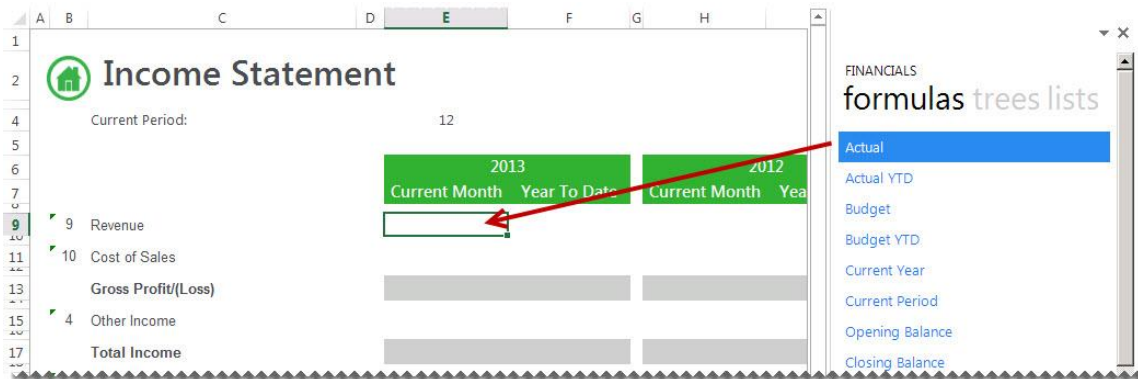 A B C D E F G H
1
2 Income Statement
4 Current Period: 12
5
6 2013 2012
7 Current Month Year To Date Current Month Yea
9 9 Revenue
11 10 Cost of Sales
13 Gross Profit/(Loss)
15 4 Other Income
17 Total Income
FINANCIALS
formulas trees lists
Actual
Actual YTD
Budget
Budget YTD
Current Year
Current Period
Opening Balance
Closing Balance